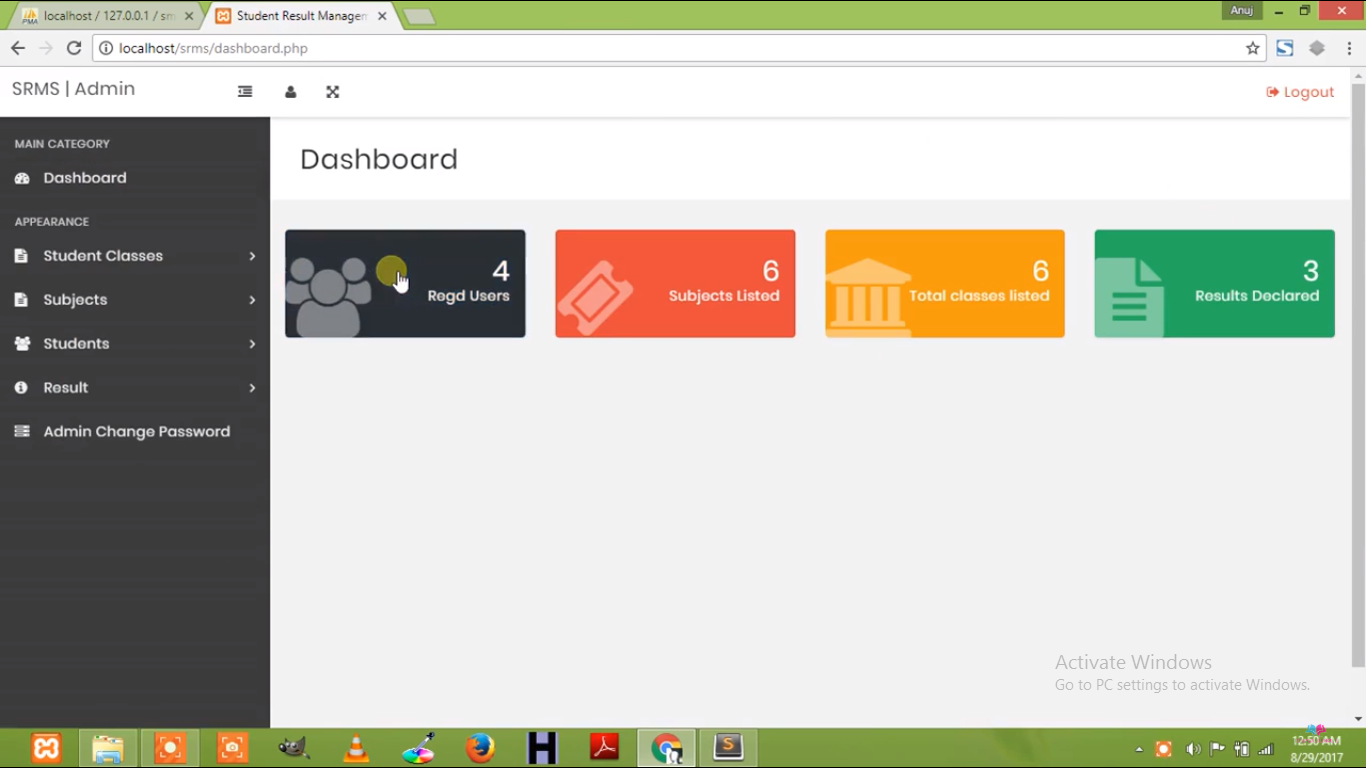 localhost / 127.0.0.1 / sm
Student Result Managem
Anuj
localhost/srms/dashboard.php
SRMS | Admin
Logout
MAIN CATEGORY
Dashboard
APPEARANCE
Student Classes
Subjects
Students
Result
Admin Change Password
Dashboard
4
Regd Users
6
Subjects Listed
6
Total classes listed
3
Results Declared
Activate Windows
Go to PC settings to activate Windows.
12:50 AM
8/29/2017